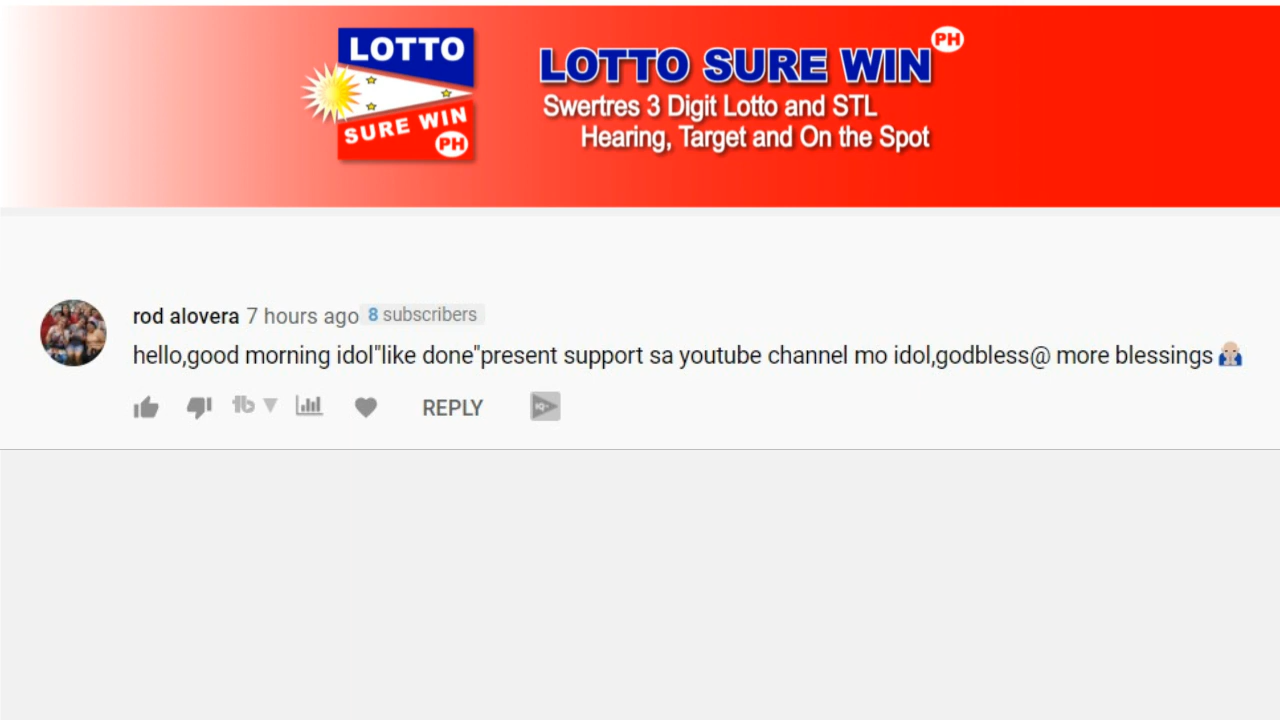 LOTTO
SURE WIN
PH
LOTTO SURE WIN PH
Swertres 3 Digit Lotto and STL
Hearing, Target and On the Spot
rod alovera 7 hours ago 8 subscribers
hello,good morning idol"like done"present support sa youtube channel mo idol,godbless@ more blessings
REPLY